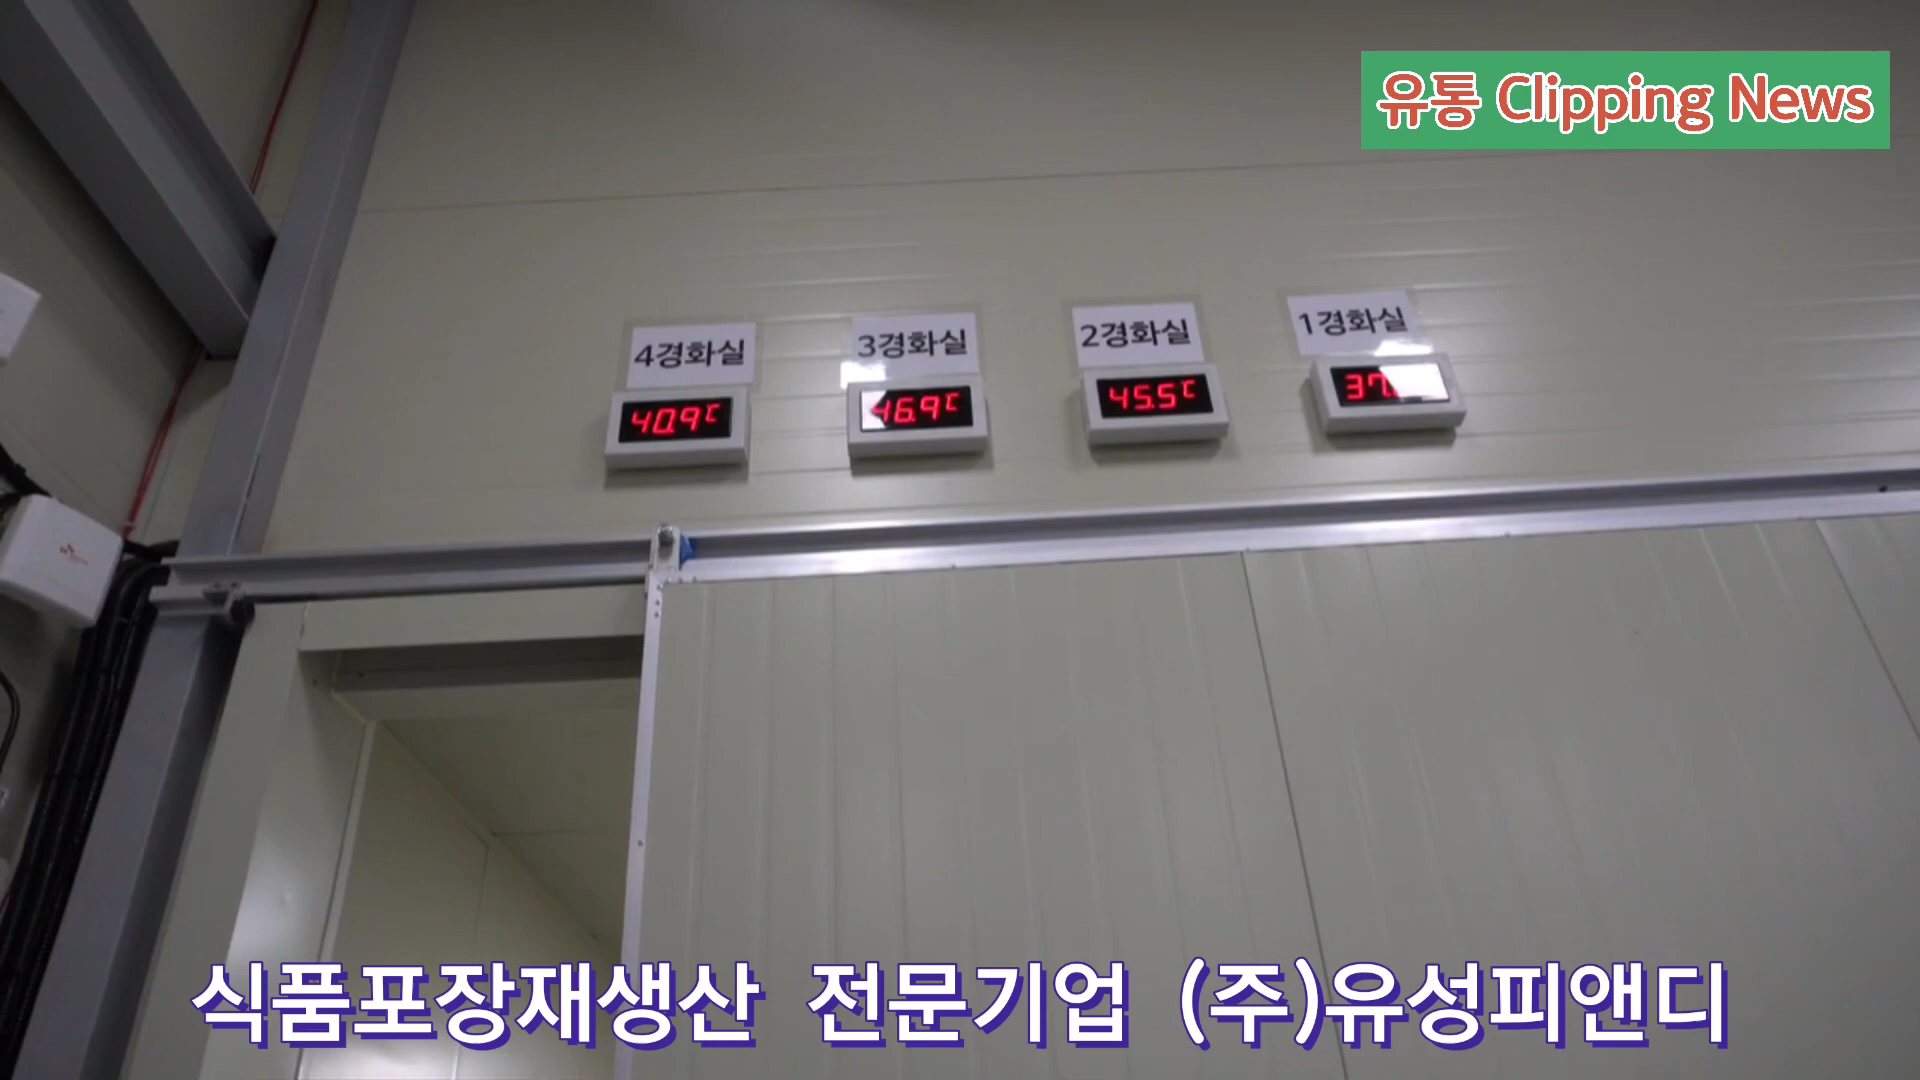 유통 Clipping News
4경화실
3경화실
2경화실
1경화실
40.9℃
46.9℃
45.5℃
37.
식품포장재생산 전문기업 (주)유성피앤디